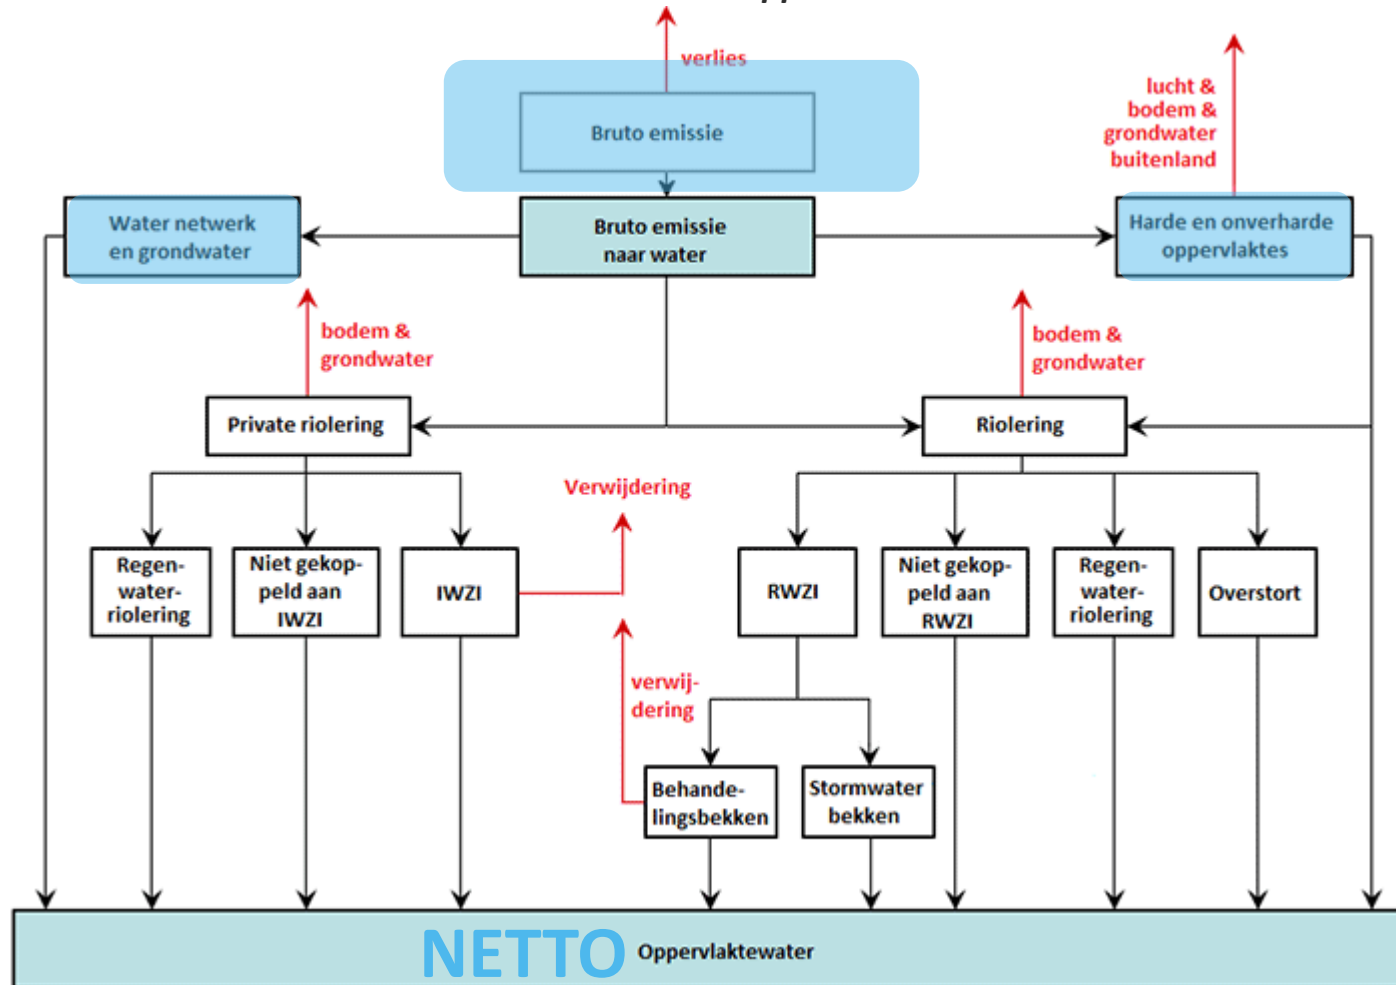 verlies
lucht &
bodem &
grondwater
buitenland
Bruto emissie
Water netwerk
en grondwater
Bruto emissie
naar water
Harde en onverharde
oppervlaktes
bodem &
grondwater
bodem &
grondwater
Private riolering
Riolering
Verwijdering
Regen-
water-
riolering
Niet gekop-
peld aan
IWZI
IWZI
RWZI
Niet gekop-
peld aan
RWZI
Regen-
water-
riolering
Overstort
verwij-
dering
Behande-
lingsbekken
Stormwater
bekken
NETTO Oppervlaktewater